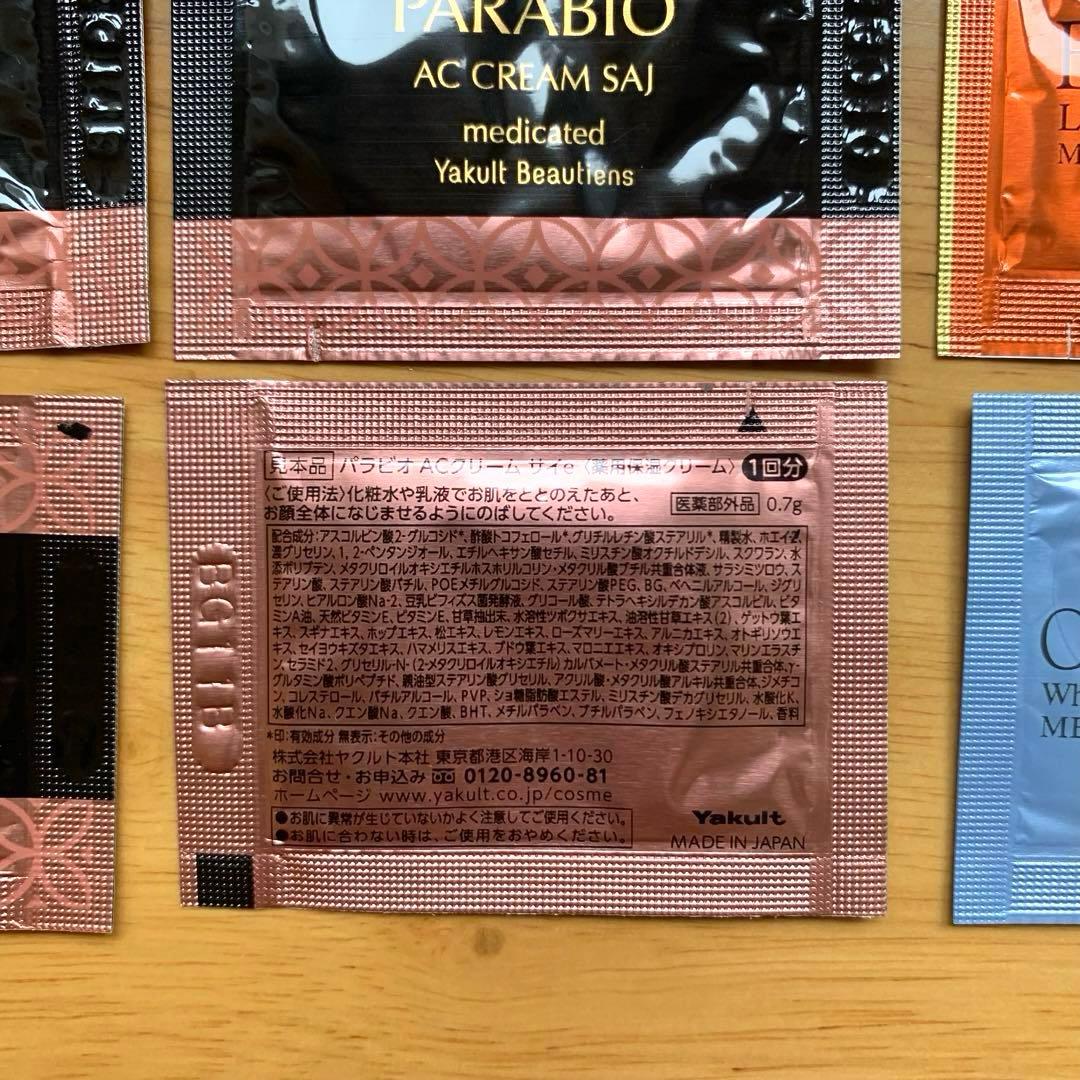 PARABIO
AC CREAM SAJ
medicated
Yakult Beautiens
L
M
見本品 パラビオ ACクリーム サイe 〈薬用保湿クリーム〉 1回分
〈ご使用法〉化粧水や乳液でお肌をととのえたあと、
お顔全体になじませるようにのばしてください。
医薬部外品 0.7g
配合成分:アスコルビン酸2-グルコシド*、酢酸トコフェロール*、グリチルレチン酸ステアリル*、精製水、ホエイ2、
濃グリセリン、1,2-ペンタンジオール、エチルヘキサン酸セチル、ミリスチン酸オクチルドデシル、スクワラン、水
添ポリブテン、メタクリロイルオキシエチルホスホリルコリン・メタクリル酸ブチル共重合体液、サラシミツロウ、ス
テアリン酸、ステアリン酸バチル、POEメチルグルコシド、ステアリン酸PEG、BG、ベヘニルアルコール、ジグリ
セリン、ヒアルロン酸Na-2、豆乳ビフィズス菌発酵液、グリコール酸、テトラヘキシルデカン酸アスコルビル、ビタ
ミンA油、天然ビタミンE、ビタミンE、甘草抽出末、水溶性ツボクサエキス、油溶性甘草エキス(2)、ゲットウ葉エ
キス、スギナエキス、ホップエキス、松エキス、レモンエキス、ローズマリーエキス、アルニカエキス、オトギリソウエ
キス、セイヨウキズタエキス、ハマメリスエキス、ブドウ葉エキス、マロニエエキス、オキシプロリン、マリンエラスチ
ン、セラミド2、グリセリル-N-(2-メタクリロイルオキシエチル)カルバメート・メタクリル酸ステアリル共重合体、γ-
グルタミン酸ポリペプチド、親油型ステアリン酸グリセリル、アクリル酸・メタクリル酸アルキル共重合体、ジメチコ
ン、コレステロール、バチルアルコール、PVP、ショ糖脂肪酸エステル、ミリスチン酸デカグリセリル、水酸化K、
水酸化Na、クエン酸Na、クエン酸、BHT、メチルパラベン、ブチルパラベン、フェノキシエタノール、香料
*印:有効成分 無表示:その他の成分
株式会社ヤクルト本社 東京都港区海岸1-10-30
お問合せ・お申込み 0120-8960-81
ホームページ www.yakult.co.jp/cosme
●お肌に異常が生じていないかよく注意してご使用ください。
●お肌に合わない時は、ご使用をおやめください。
Yakult
MADE IN JAPAN
BG11B
Wh
ME